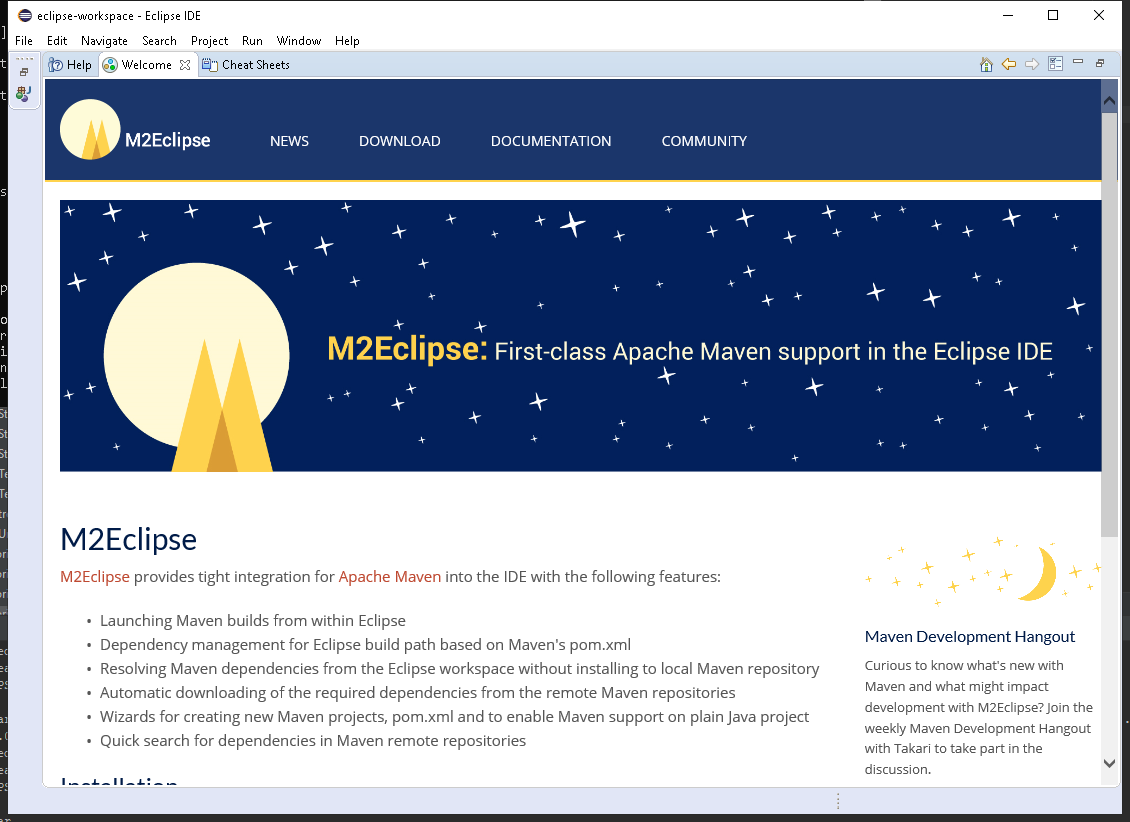 eclipse-workspace - Eclipse IDE
File Edit Navigate Search Project Run Window Help
Help Welcome Cheat Sheets
M2Eclipse NEWS DOWNLOAD DOCUMENTATION COMMUNITY
M2Eclipse: First-class Apache Maven support in the Eclipse IDE
M2Eclipse
M2Eclipse provides tight integration for Apache Maven into the IDE with the following features:
• Launching Maven builds from within Eclipse
• Dependency management for Eclipse build path based on Maven's pom.xml
• Resolving Maven dependencies from the Eclipse workspace without installing to local Maven repository
• Automatic downloading of the required dependencies from the remote Maven repositories
• Wizards for creating new Maven projects, pom.xml and to enable Maven support on plain Java project
• Quick search for dependencies in Maven remote repositories
Installation
Maven Development Hangout
Curious to know what's new with
Maven and what might impact
development with M2Eclipse? Join the
weekly Maven Development Hangout
with Takari to take part in the
discussion.